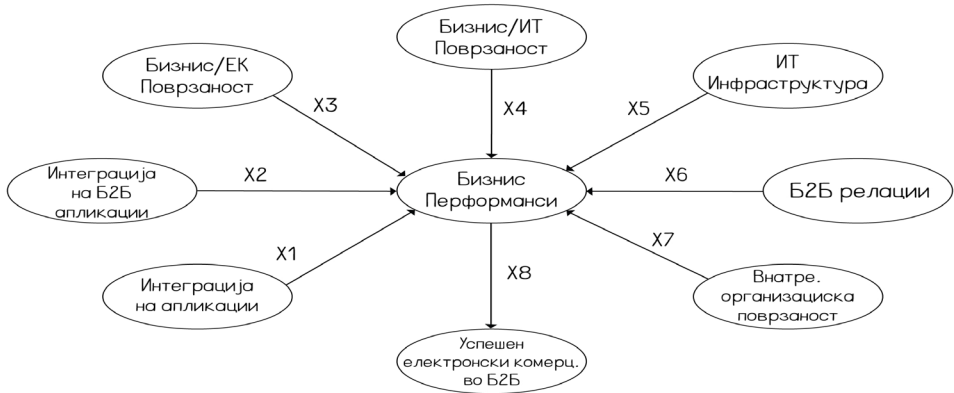 Бизнис/ИТ
Поврзаност
Бизнис/ЕК
Поврзаност
ИТ
Инфраструктура
X3
X4
X5
Интеграција
на Б2Б
апликации
X2
Бизнис
Перформанси
X6
Б2Б релации
X1
X7
X8
Интеграција
на апликации
Внатре.
организациска
поврзаност
Успешен
електронски комерц.
во Б2Б